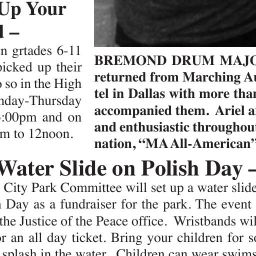 Up Your
d –
n grtades 6-11
picked up their
o so in the High
nday-Thursday
:00pm and on
m to 12noon.
BREMOND DRUM MAJO
returned from Marching Au
tel in Dallas with more than
accompanied them. Ariel a
and enthusiastic throughout
nation, “MA All-American”
Water Slide on Polish Day –
City Park Committee will set up a water slide
n Day as a fundraiser for the park. The event
the Justice of the Peace office. Wristbands wil
or an all day ticket. Bring your children for so
splash in the water. Children can wear swims